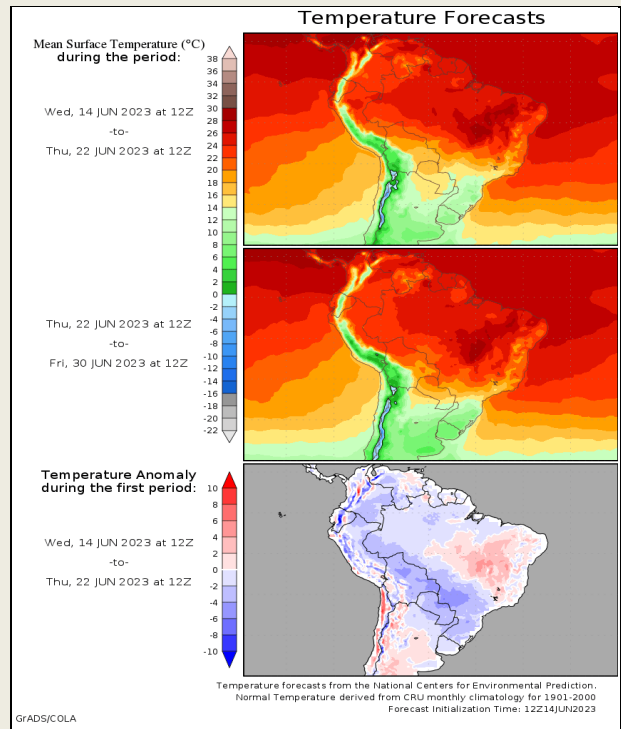 Temperature Forecasts
Mean Surface Temperature (°C)
during the period:
38
36
34
32
30
28
26
24
22
20
18
16
14
12
10
8
6
4
2
0
-2
-4
-6
-8
-10
-12
-14
-16
-18
-20
-22
Wed, 14 JUN 2023 at 12Z
-to-
Thu, 22 JUN 2023 at 12Z
Thu, 22 JUN 2023 at 12Z
-to-
Fri, 30 JUN 2023 at 12Z
Temperature Anomaly
during the first period:
10
8
6
4
2
0
-2
-4
-6
-8
-10
Wed, 14 JUN 2023 at 12Z
-to-
Thu, 22 JUN 2023 at 12Z
Temperature forecasts from the National Centers for Environmental Prediction.
Normal Temperature derived from CRU monthly climatology for 1901-2000
Forecast Initialization Time: 12Z14JUN2023
GrADS/COLA